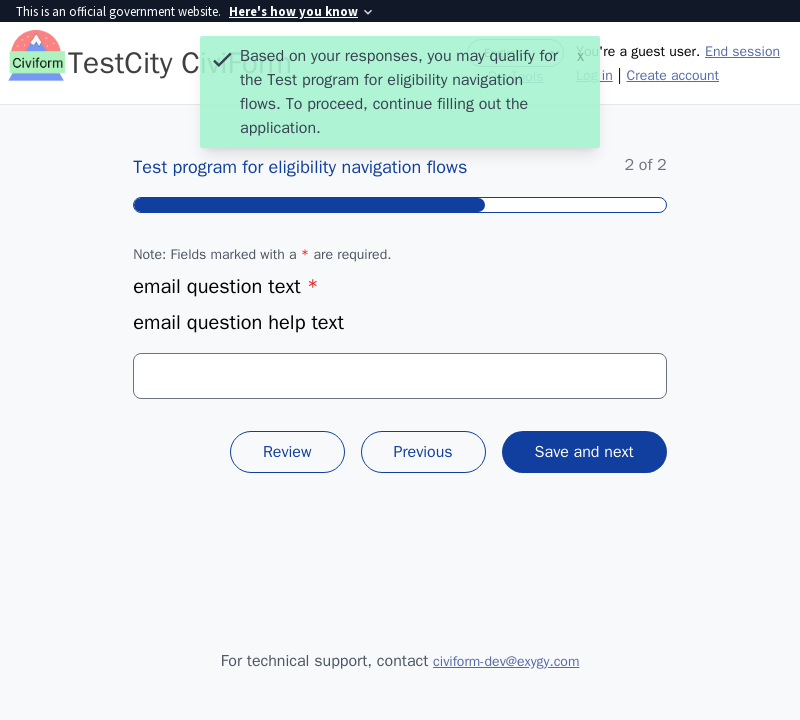 This is an official government website. Here's how you know
Civiform TestCity CiviForm
You're a guest user. End session
Log in | Create account
Based on your responses, you may qualify for
the Test program for eligibility navigation
flows. To proceed, continue filling out the
application.
x
Test program for eligibility navigation flows
2 of 2
Note: Fields marked with a * are required.
email question text *
email question help text
Review
Previous
Save and next
For technical support, contact civiform-dev@exygy.com